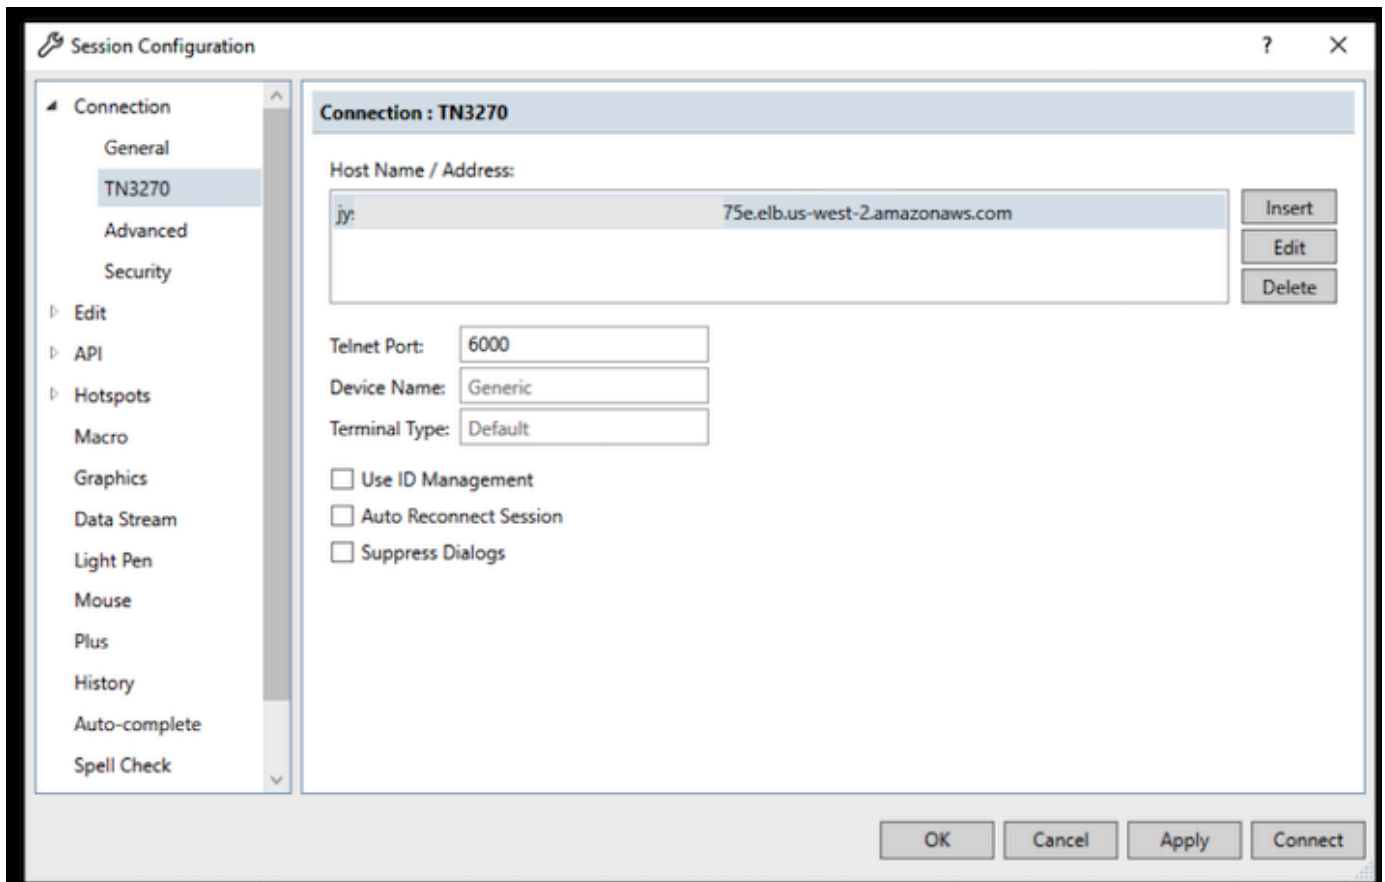 Session Configuration
?
Connection
General
TN3270
Advanced
Security
Edit
API
Hotspots
Macro
Graphics
Data Stream
Light Pen
Mouse
Plus
History
Auto-complete
Spell Check
Connection : TN3270
Host Name / Address:
jy: 75e.elb.us-west-2.amazonaws.com
Insert
Edit
Delete
Telnet Port: 6000
Device Name: Generic
Terminal Type: Default
Use ID Management
Auto Reconnect Session
Suppress Dialogs
OK Cancel Apply Connect